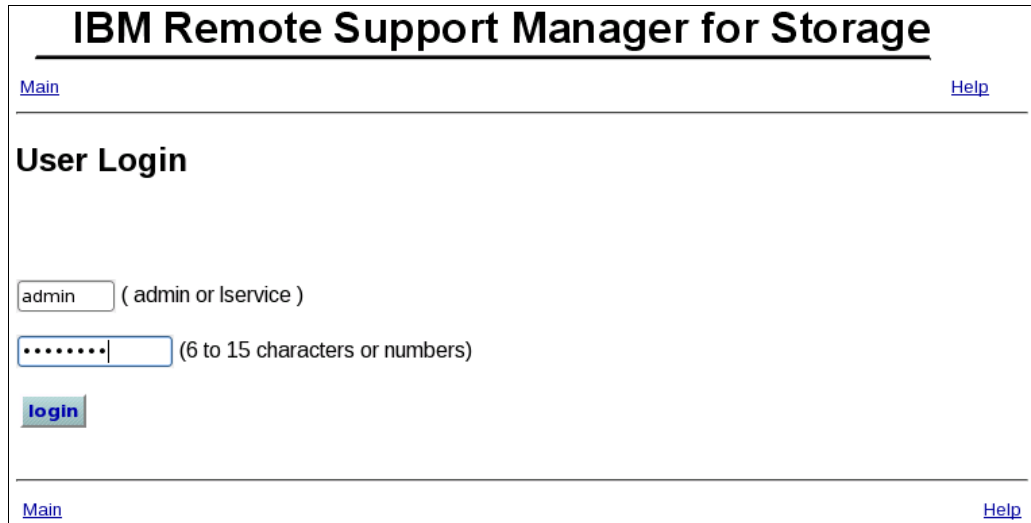 IBM Remote Support Manager for Storage
Main Help
User Login
admin ( admin or lservice )
•••••••• (6 to 15 characters or numbers)
login
Main Help